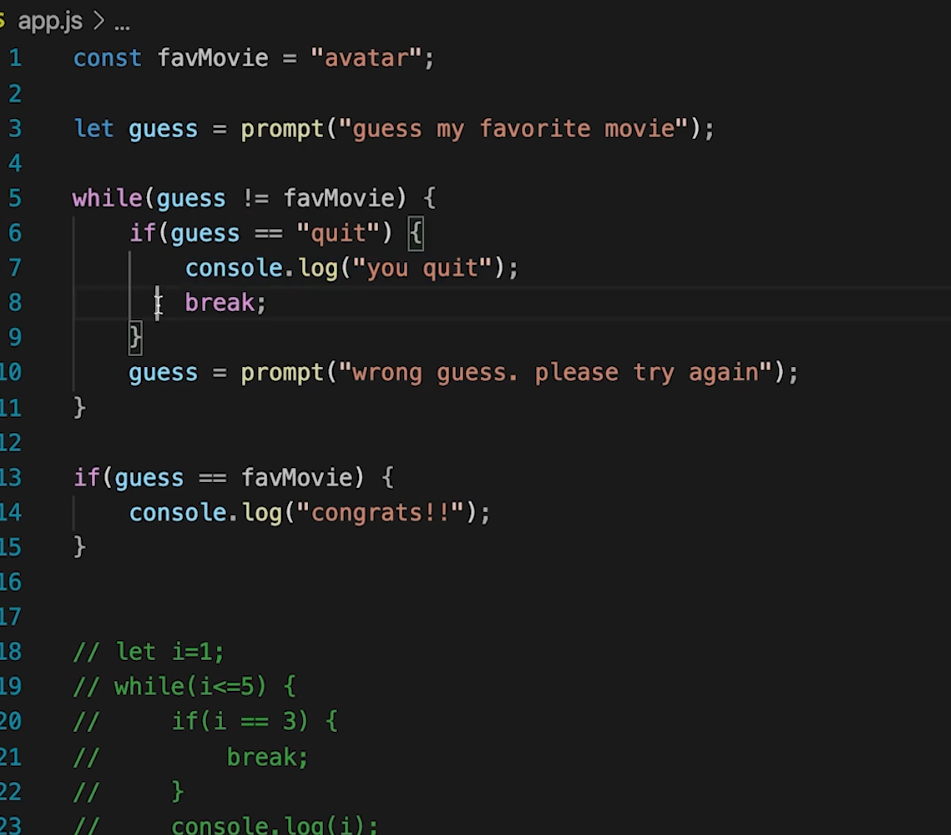 app.js > ...
1 const favMovie = "avatar";
2
3 let guess = prompt("guess my favorite movie");
4
5 while(guess != favMovie) {
6     if(guess == "quit") {
7         console.log("you quit");
8         break;
9     }
10     guess = prompt("wrong guess. please try again");
11 }
12
13 if(guess == favMovie) {
14     console.log("congrats!!");
15 }
16
17
18 // let i=1;
19 // while(i<=5) {
20 //     if(i == 3) {
21 //         break;
22 //     }
23 //     console.log(i);